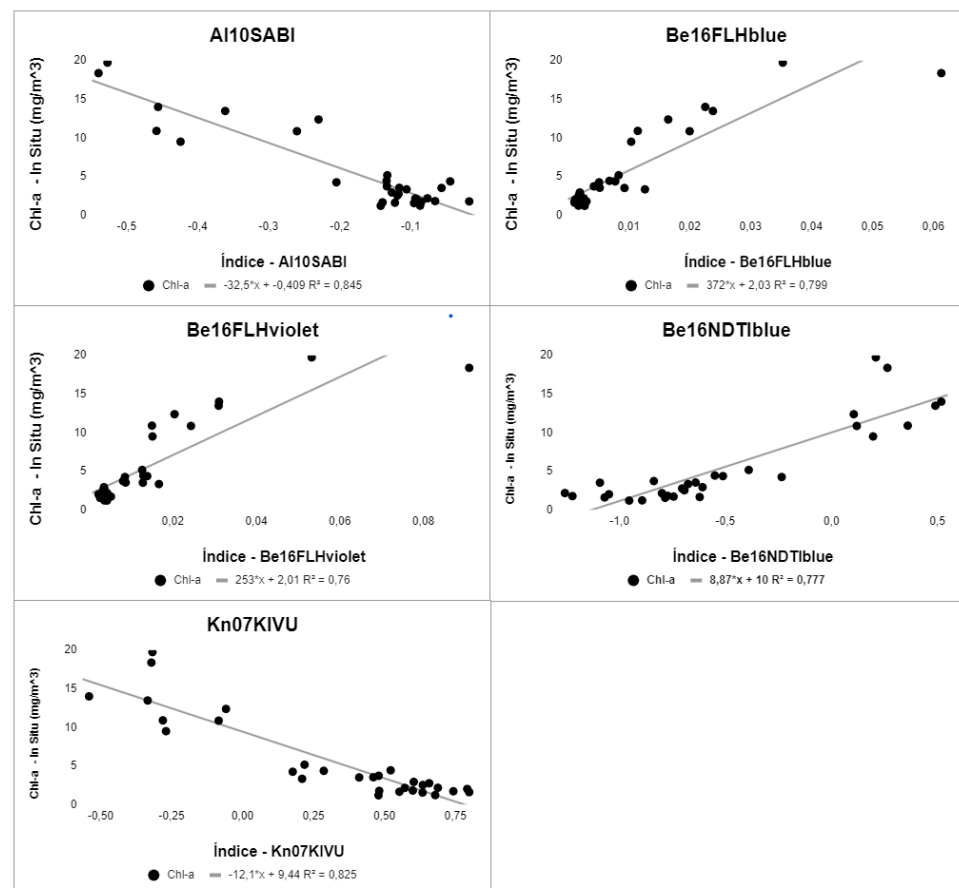 Al10SABI
Chl-a - In Situ (mg/m^3)
20
15
10
5
0
-0,5 -0,4 -0,3 -0,2 -0,1
Índice - Al10SABI
Chl-a -32,5*x + -0,409 R² = 0,845
Be16FLHblue
Chl-a - In Situ (mg/m^3)
20
15
10
5
0
0,01 0,02 0,03 0,04 0,05 0,06
Índice - Be16FLHblue
Chl-a 372*x + 2,03 R² = 0,799
Be16FLHviolet
Chl-a - In Situ (mg/m^3)
20
15
10
5
0
0,02 0,04 0,06 0,08
Índice - Be16FLHviolet
Chl-a 253*x + 2,01 R² = 0,76
Be16NDTIblue
Chl-a - In Situ (mg/m^3)
20
15
10
5
0
-1,0 -0,5 0,0 0,5
Índice - Be16NDTIblue
Chl-a 8,87*x + 10 R² = 0,777
Kn07KIVU
Chl-a - In Situ (mg/m^3)
20
15
10
5
0
-0,50 -0,25 0,00 0,25 0,50 0,75
Índice - Kn07KIVU
Chl-a -12,1*x + 9,44 R² = 0,825